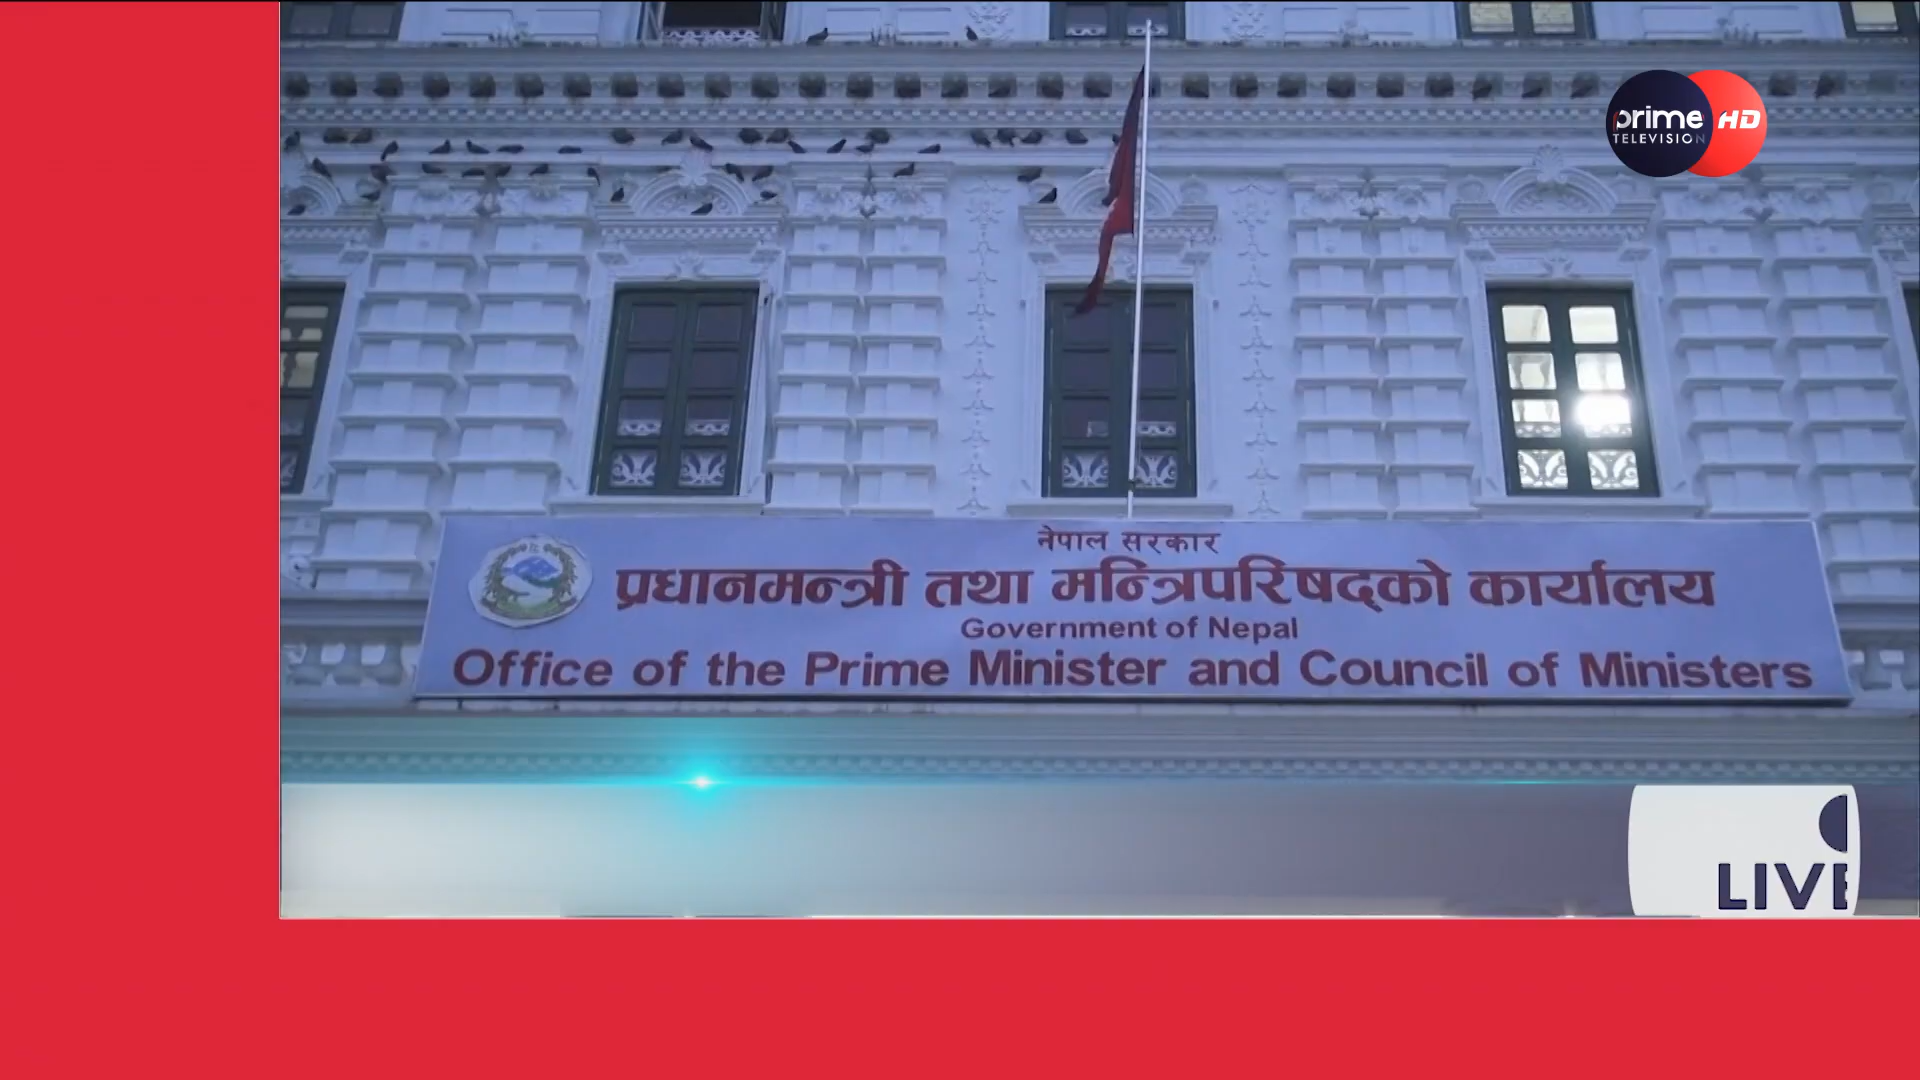 prime HD
TELEVISION
नेपाल सरकार
प्रधानमन्त्री तथा मन्त्रिपरिषद्को कार्यालय
Government of Nepal
Office of the Prime Minister and Council of Ministers
LIVE